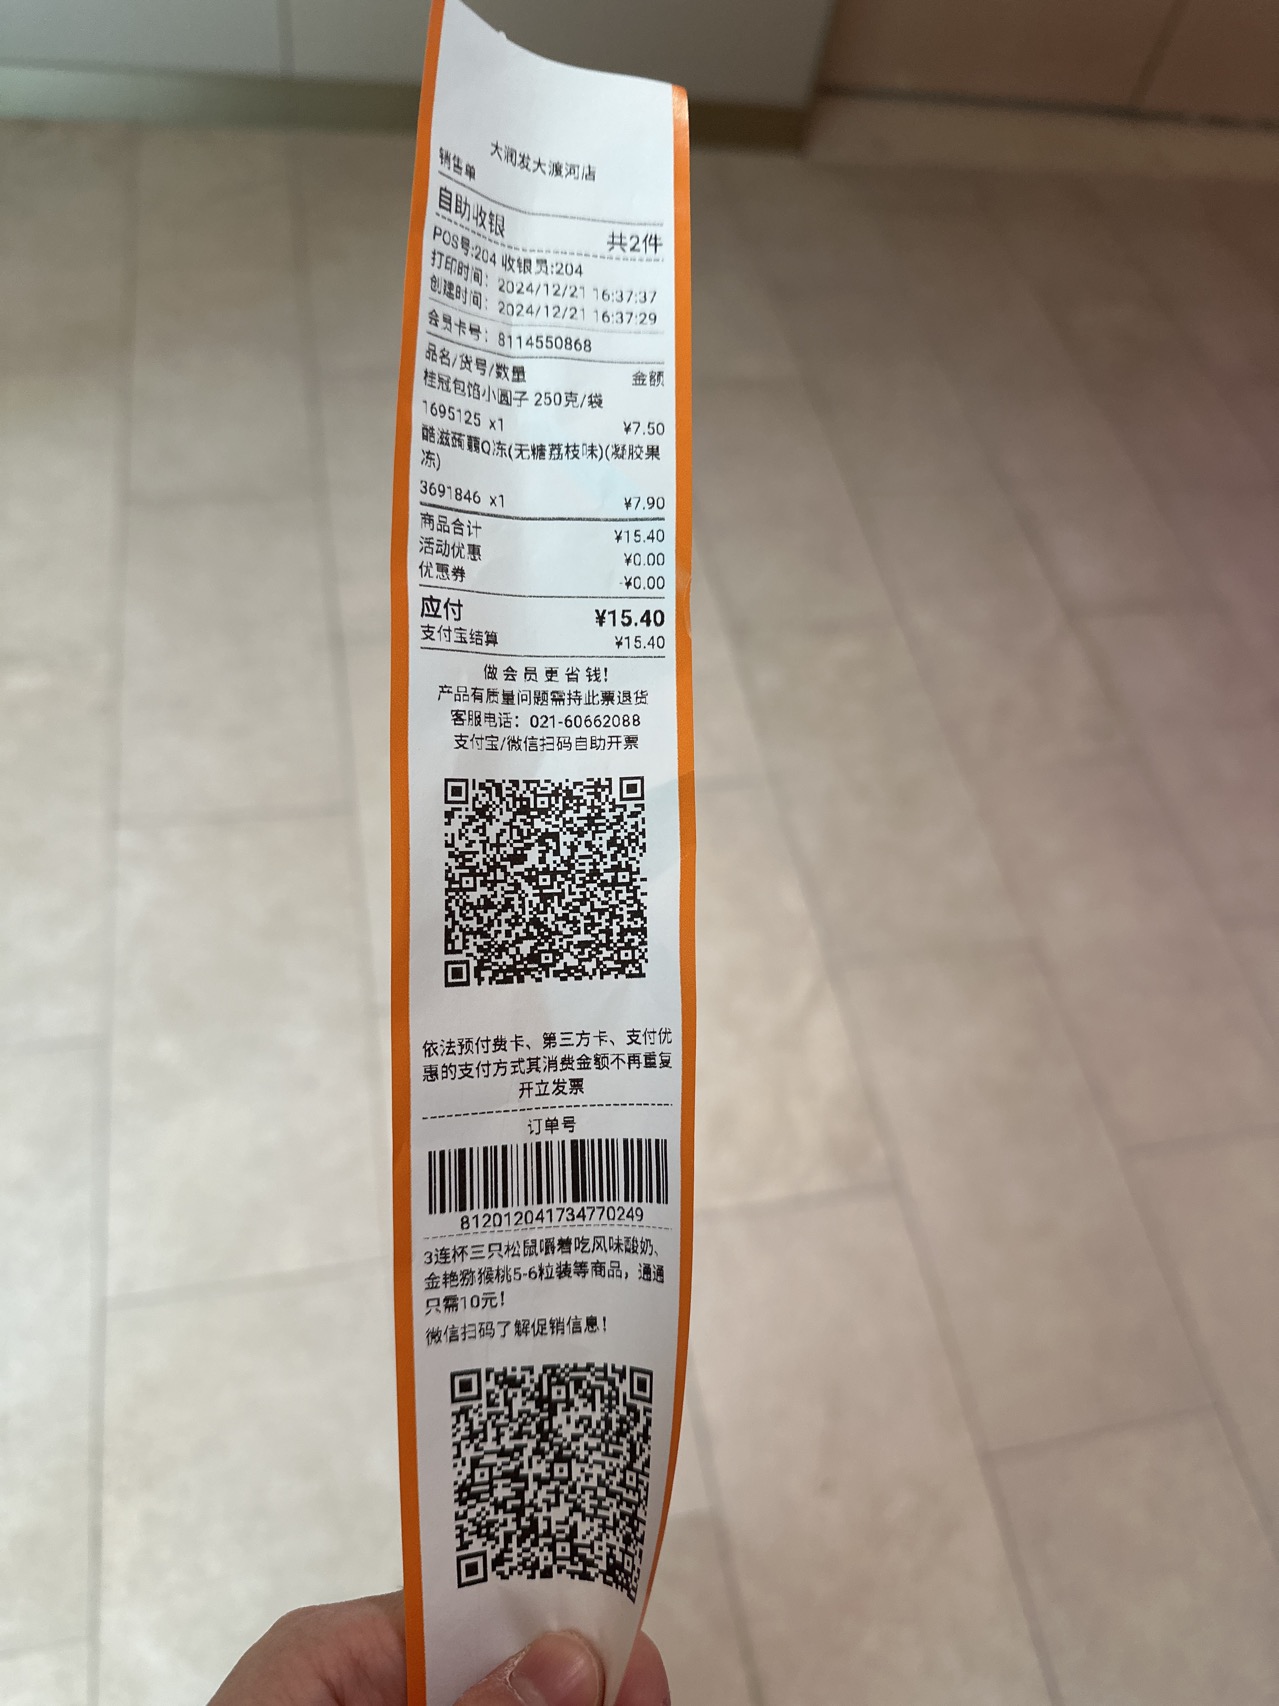 大润发大渡河店
销售单
自助收银 共2件
POS号:204 收银员:204
打印时间： 2024/12/21 16:37:37
创建时间： 2024/12/21 16:37:29
会员卡号： 8114550868
品名/货号/数量 金额
桂冠包馅小圆子 250克/袋
1695125 x1 ¥7.50
酷滋蒟蒻Q冻(无糖荔枝味)(凝胶果
冻)
3691846 x1 ¥7.90
商品合计 ¥15.40
活动优惠 ¥0.00
优惠券 -¥0.00
应付 ¥15.40
支付宝结算 ¥15.40
做会员更省钱!
产品有质量问题需持此票退货
客服电话：021-60662088
支付宝/微信扫码自助开票
依法预付费卡、第三方卡、支付优
惠的支付方式其消费金额不再重复
开立发票
订单号
812012041734770249
3连杯三只松鼠嚼着吃风味酸奶、
金艳猕猴桃5-6粒装等商品，通通
只需10元!
微信扫码了解促销信息!